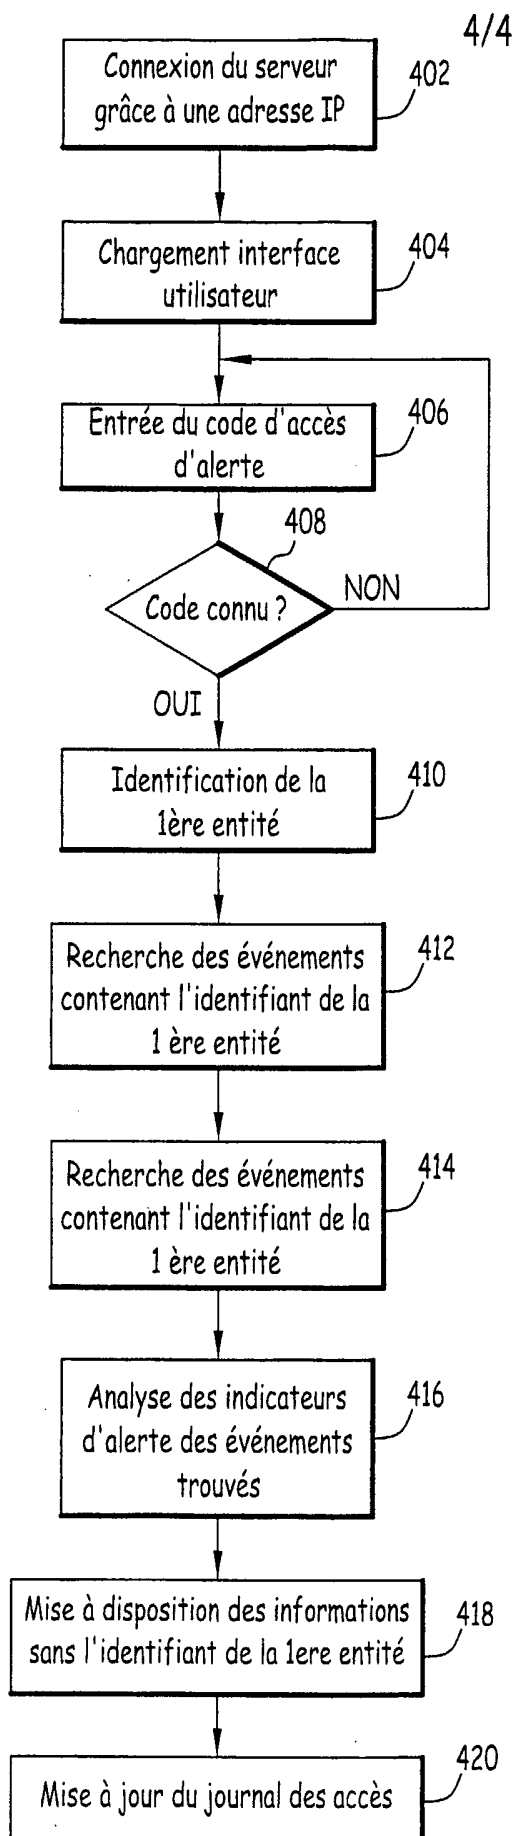 4/4
Connexion du serveur
grâce à une adresse IP
402
Chargement interface
utilisateur
404
Entrée du code d'accès
d'alerte
406
408
Code connu ?
NON
OUI
Identification de la
1ère entité
410
Recherche des événements
contenant l'identifiant de la
1 ère entité
412
Recherche des événements
contenant l'identifiant de la
1 ère entité
414
Analyse des indicateurs
d'alerte des événements
trouvés
416
Mise à disposition des informations
sans l'identifiant de la 1ere entité
418
Mise à jour du journal des accès
420